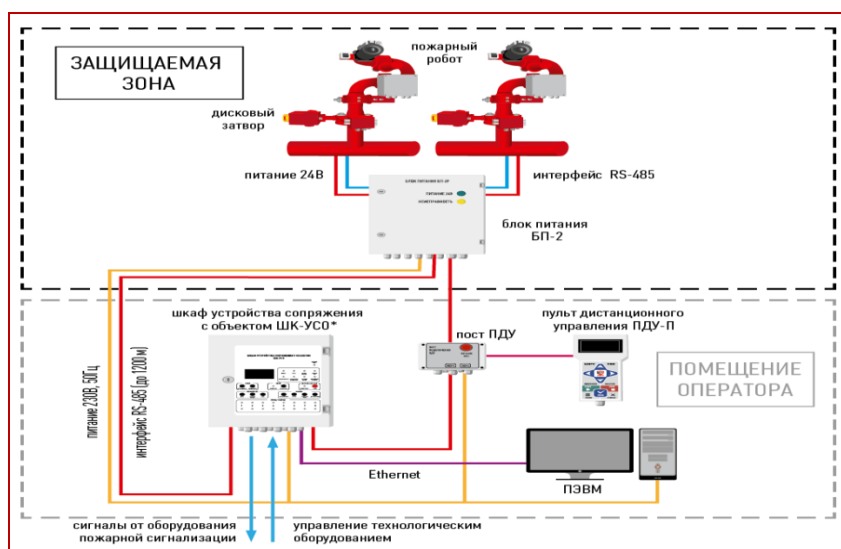 ЗАЩИЩАЕМАЯ
ЗОНА
пожарный
робот
дисковый
затвор
питание 24В
интерфейс RS-485
ПИТАНИЕ 24В
блок питания
БП-2
шкаф устройства сопряжения
с объектом ШК-УСО*
пост ПДУ
пульт дистанционного
управления ПДУ-П
ПОМЕЩЕНИЕ
ОПЕРАТОРА
питание 230В, 50Гц
интерфейс RS-485 (до 1200 м)
Ethernet
ПЭВМ
сигналы от оборудования
пожарной сигнализации
управление технологическим
оборудованием